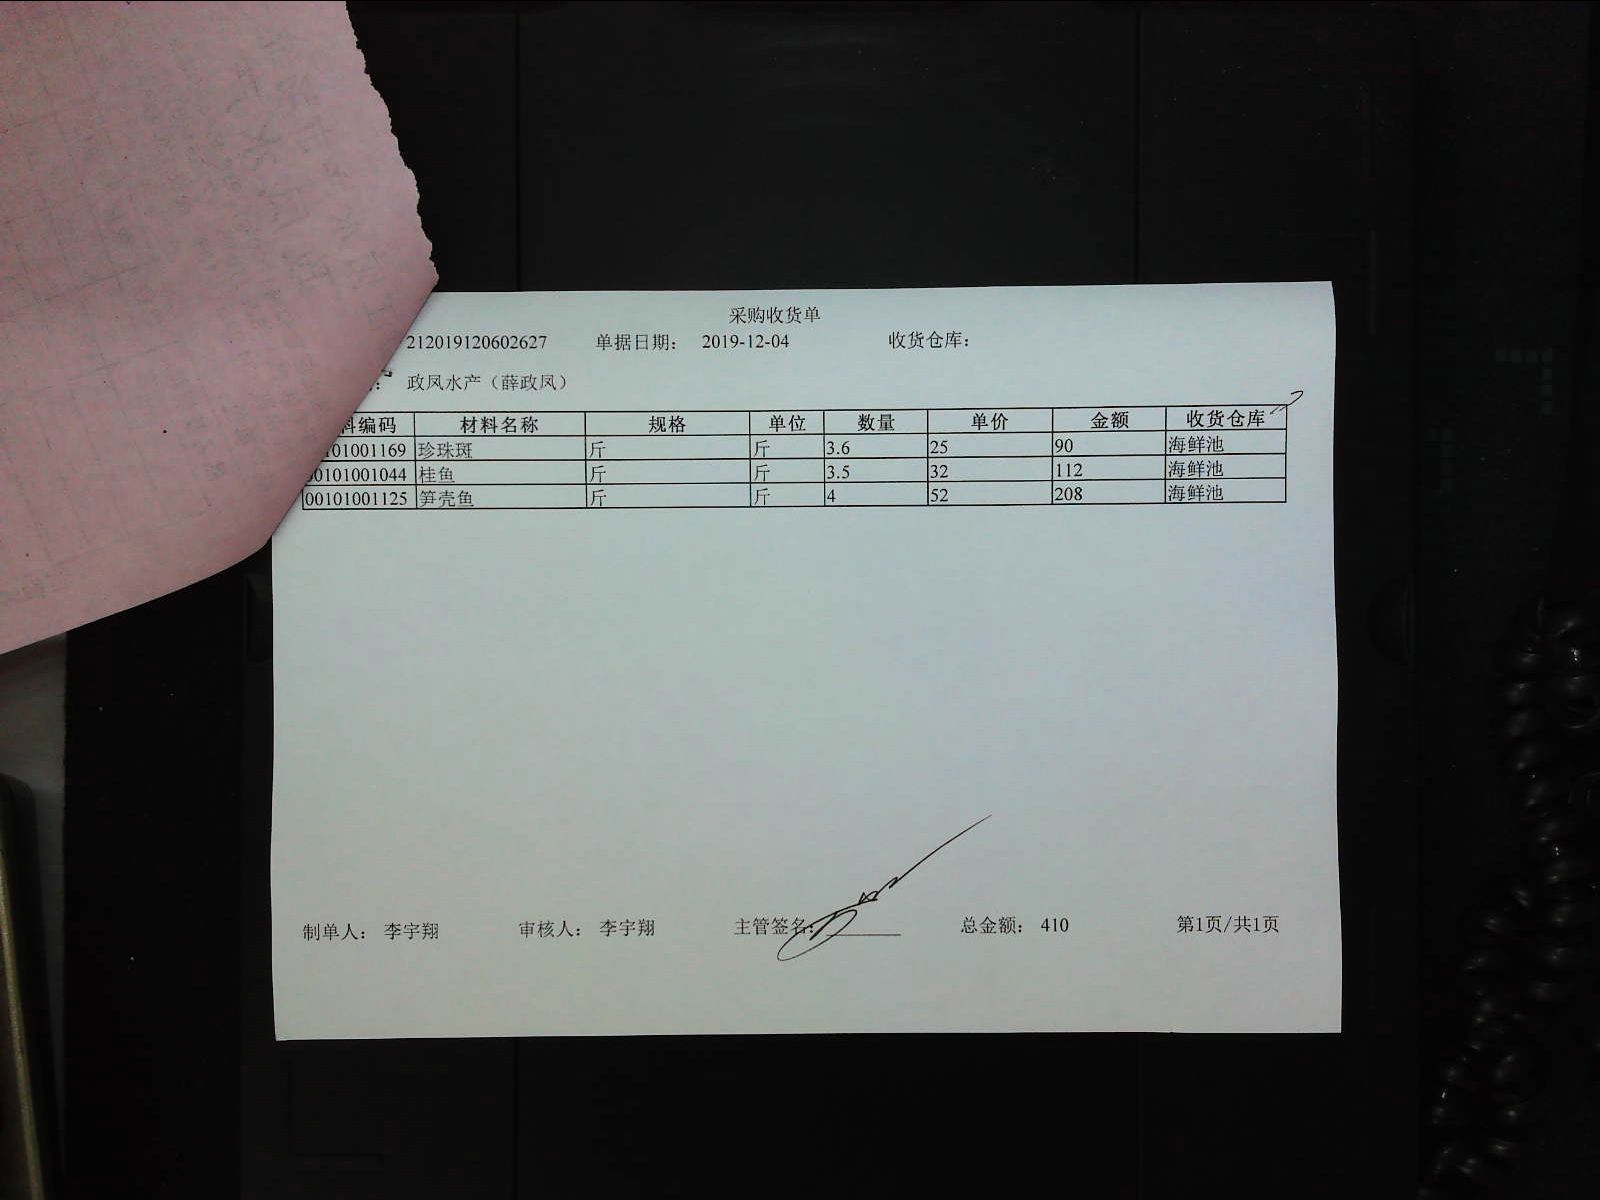 采购收货单
212019120602627 单据日期： 2019-12-04 收货仓库：
政凤水产（薛政凤）
料编码 材料名称 规格 单位 数量 单价 金额 收货仓库
101001169 珍珠斑 斤 斤 3.6 25 90 海鲜池
00101001044 桂鱼 斤 斤 3.5 32 112 海鲜池
00101001125 笋壳鱼 斤 斤 4 52 208 海鲜池
制单人： 李宇翔 审核人： 李宇翔 主管签名： 总金额： 410 第1页/共1页